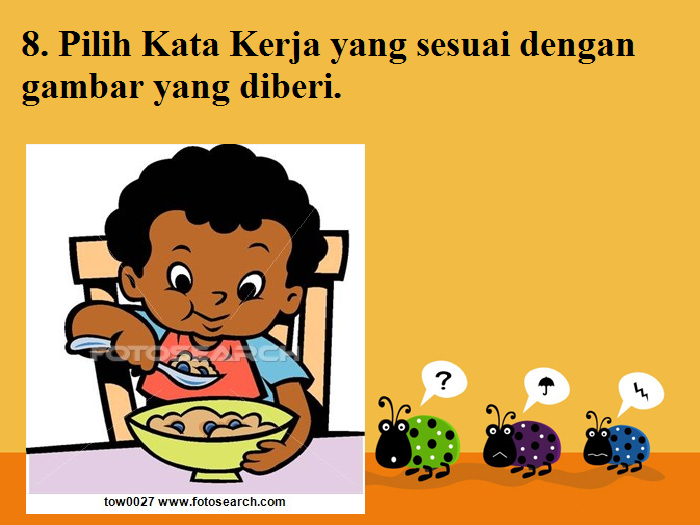 8. Pilih Kata Kerja yang sesuai dengan
gambar yang diberi.
FOTOSEARCH
?
tow0027 www.fotosearch.com